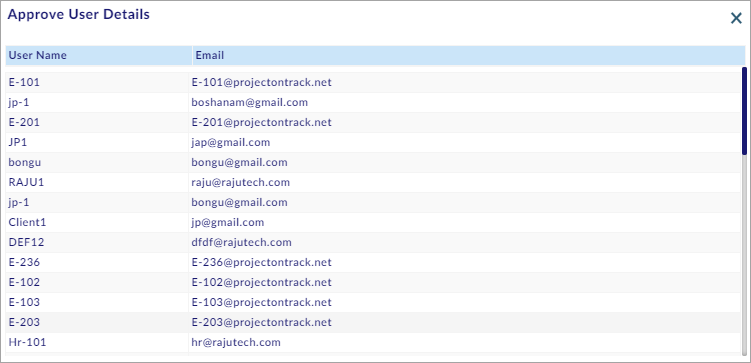 Approve User Details
User Name Email
E-101 E-101@projectontrack.net
jp-1 boshanam@gmail.com
E-201 E-201@projectontrack.net
JP1 jap@gmail.com
bongu bongu@gmail.com
RAJU1 raju@rajutech.com
jp-1 bongu@gmail.com
Client1 jp@gmail.com
DEF12 dfdf@rajutech.com
E-236 E-236@projectontrack.net
E-102 E-102@projectontrack.net
E-103 E-103@projectontrack.net
E-203 E-203@projectontrack.net
Hr-101 hr@rajutech.com